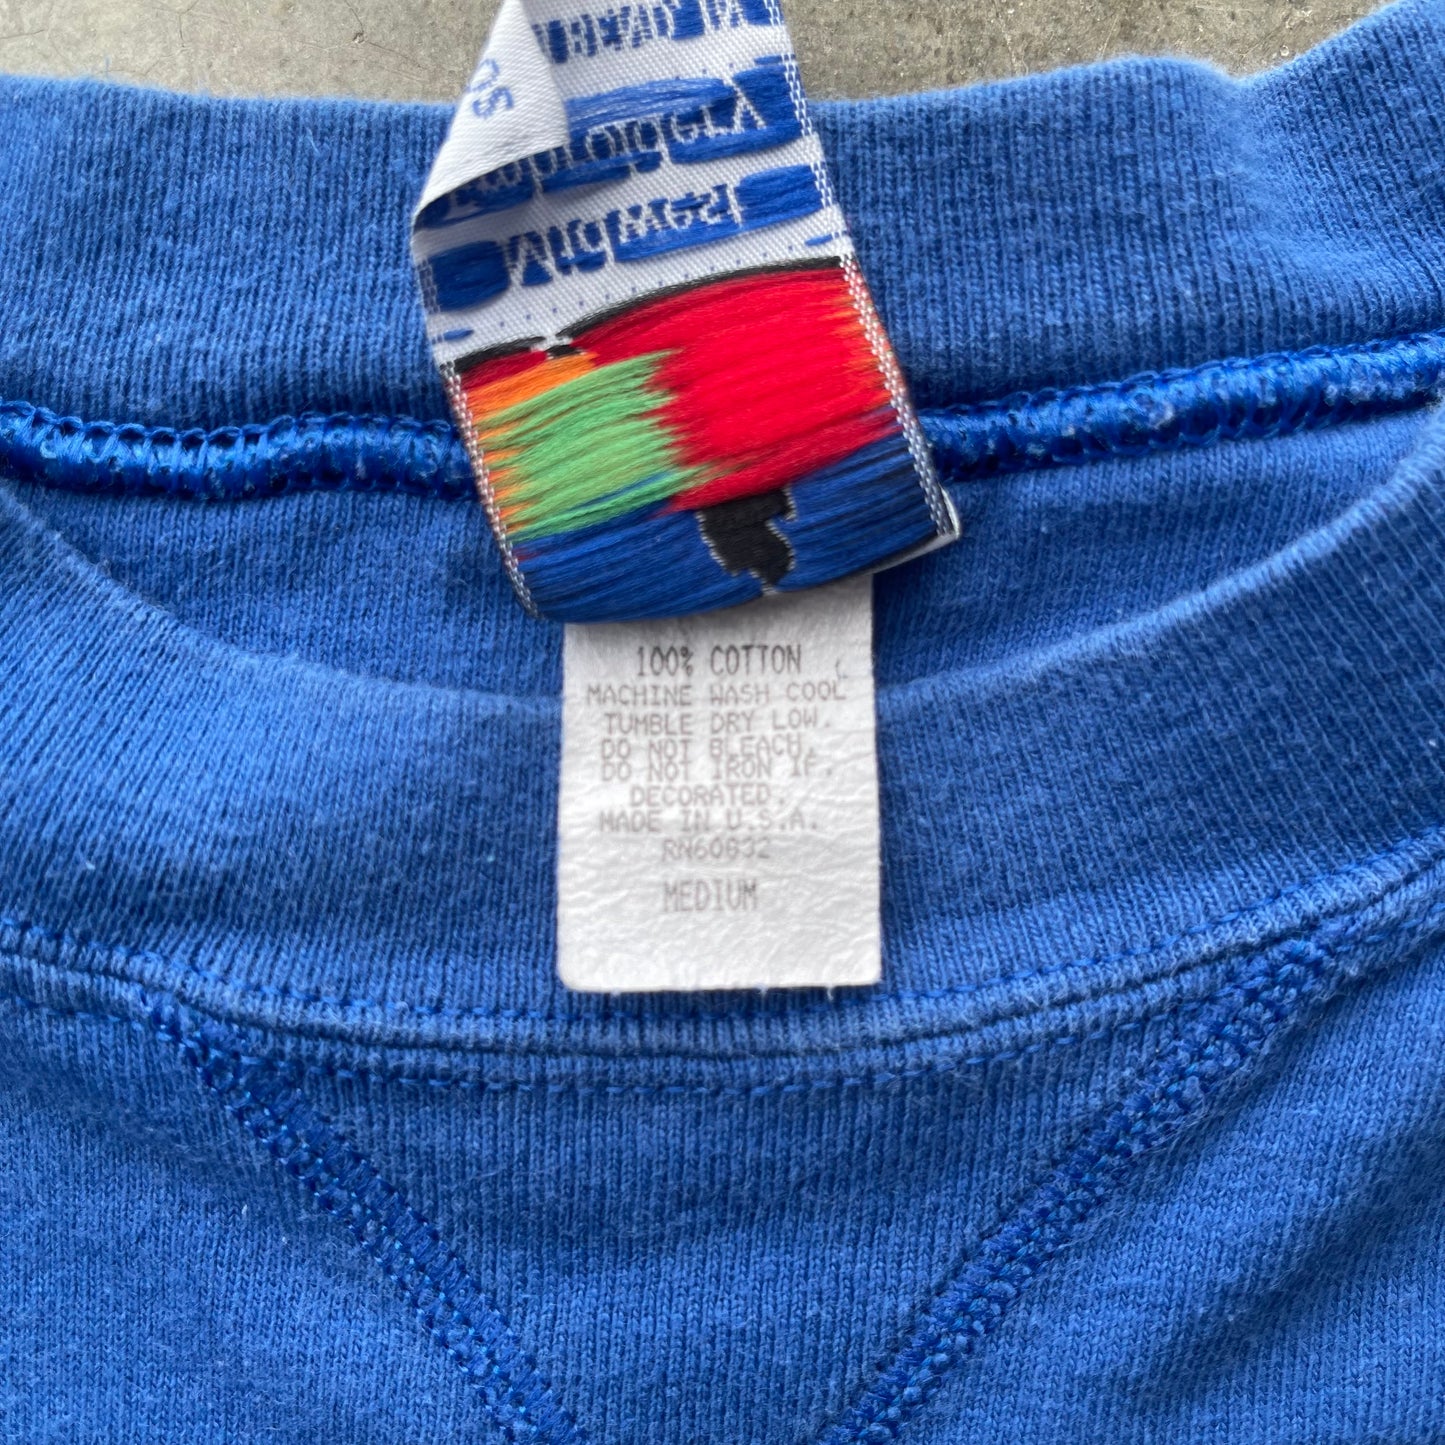 100% COTTON
MACHINE WASH COOL
TUMBLE DRY LOW.
DO NOT BLEACH.
DO NOT IRON IF.
DECORATED.
MADE IN U.S.A.
RN60632
MEDIUM